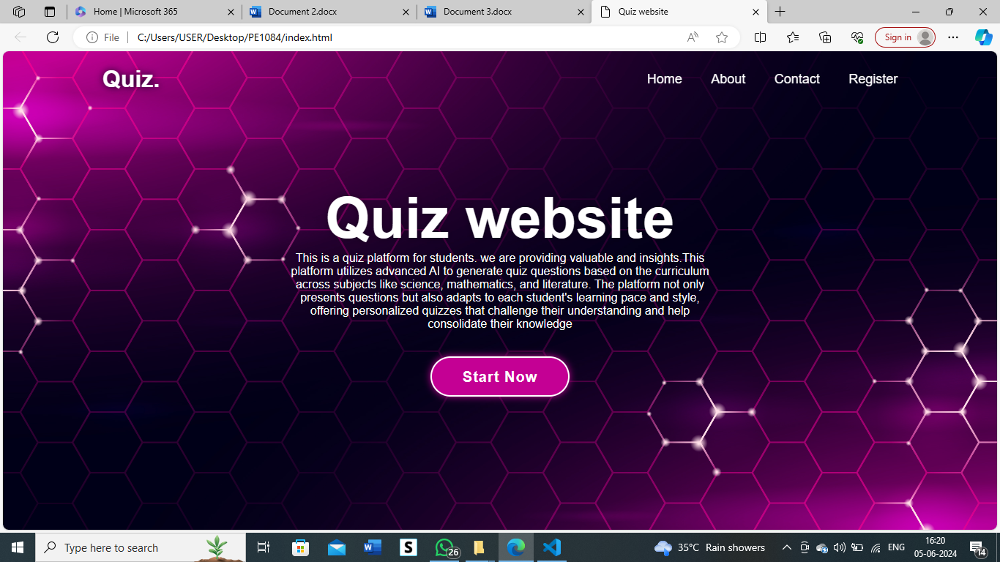 Home | Microsoft 365
Document 2.docx
Document 3.docx
Quiz website
File
C:/Users/USER/Desktop/PE1084/index.html
Sign in
Quiz.
Home
About
Contact
Register
Quiz website
This is a quiz platform for students. we are providing valuable and insights.This
platform utilizes advanced AI to generate quiz questions based on the curriculum
across subjects like science, mathematics, and literature. The platform not only
presents questions but also adapts to each student's learning pace and style,
offering personalized quizzes that challenge their understanding and help
consolidate their knowledge
Start Now
Type here to search
W
S
26
35°C Rain showers
ENG
16:20
05-06-2024
14